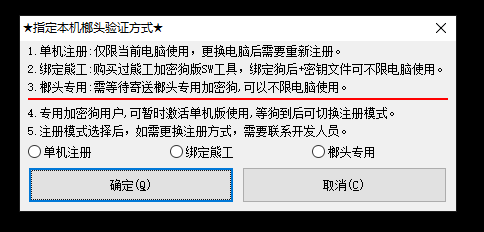 ★指定本机榔头验证方式★
1.单机注册:仅限当前电脑使用，更换电脑后需要重新注册。
2.绑定熊工:购买过熊工加密狗版SW工具，绑定狗后+密钥文件可不限电脑使用。
3.榔头专用:需等待寄送榔头专用加密狗,可以不限电脑使用。
4.专用加密狗用户,可暂时激活单机版使用,等狗到后可切换注册模式。
5.注册模式选择后，如需更换注册方式，需要联系开发人员。
单机注册 绑定熊工 榔头专用
确定(Q) 取消(C)